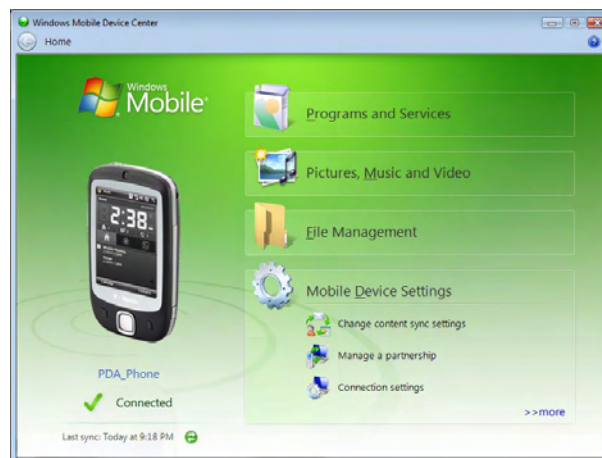 Windows Mobile Device Center
Home
Windows
Mobile
Programs and Services
Pictures, Music and Video
2:38
File Management
Mobile Device Settings
Change content sync settings
Manage a partnership
PDA_Phone
Connection settings
Connected
>>more
Last sync: Today at 9:18 PM